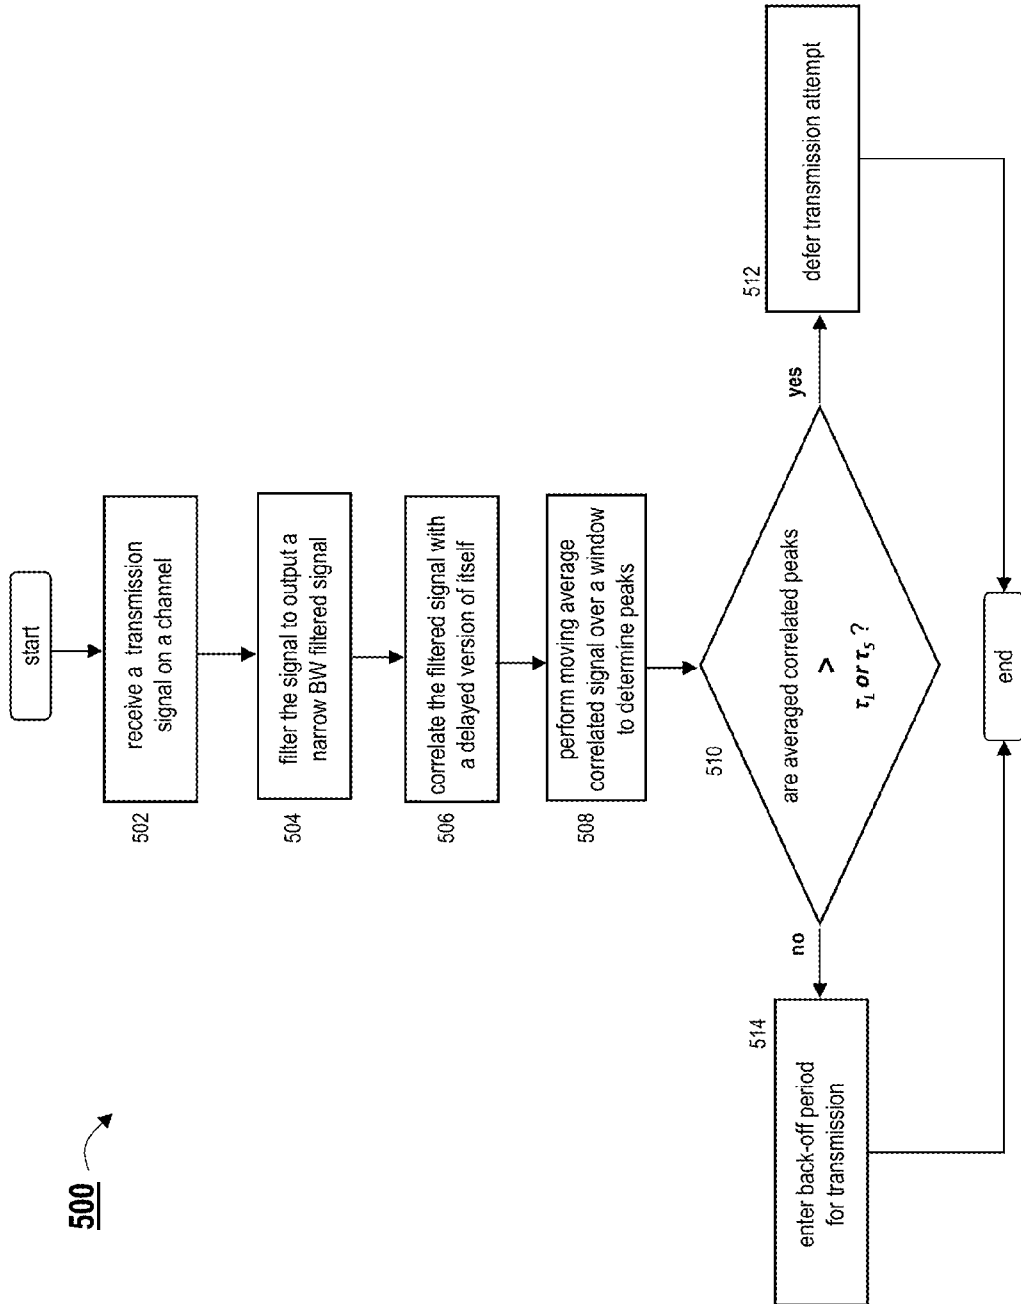 500
start
receive a transmission
signal on a channel
502
filter the signal to output a
narrow BW filtered signal
504
correlate the filtered signal with
a delayed version of itself
506
perform moving average
correlated signal over a window
to determine peaks
508
510
are averaged correlated peaks
>
τL or τS ?
no
yes
514
enter back-off period
for transmission
512
defer transmission attempt
end